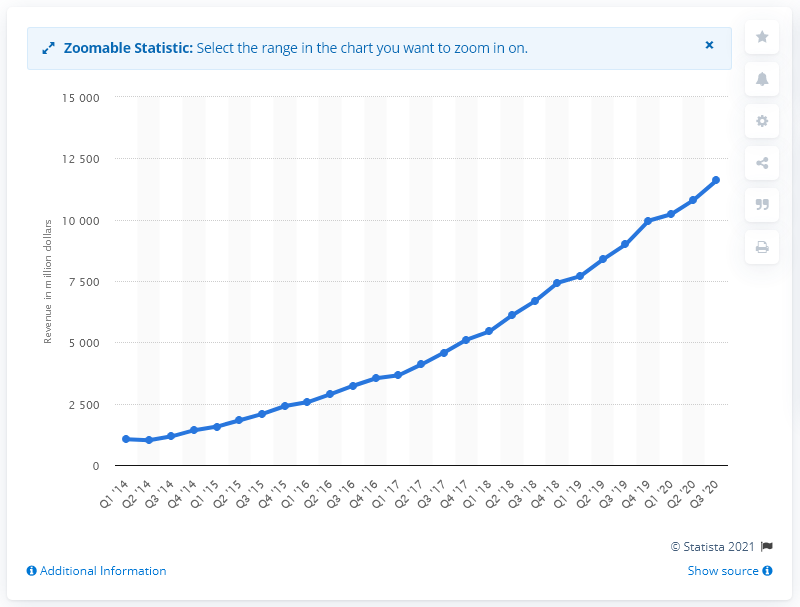 Zoomable Statistic: Select the range in the chart you want to zoom in on.
×
15 000
12 500
10 000
7 500
5 000
2 500
0
Revenue in million dollars
Q1 '14
Q2 '14
Q3 '14
Q4 '14
Q1 '15
Q2 '15
Q3 '15
Q4 '15
Q1 '16
Q2 '16
Q3 '16
Q4 '16
Q1 '17
Q2 '17
Q3 '17
Q4 '17
Q1 '18
Q2 '18
Q3 '18
Q4 '18
Q1 '19
Q2 '19
Q3 '19
Q4 '19
Q1 '20
Q2 '20
Q3 '20
© Statista 2021
Additional Information
Show source